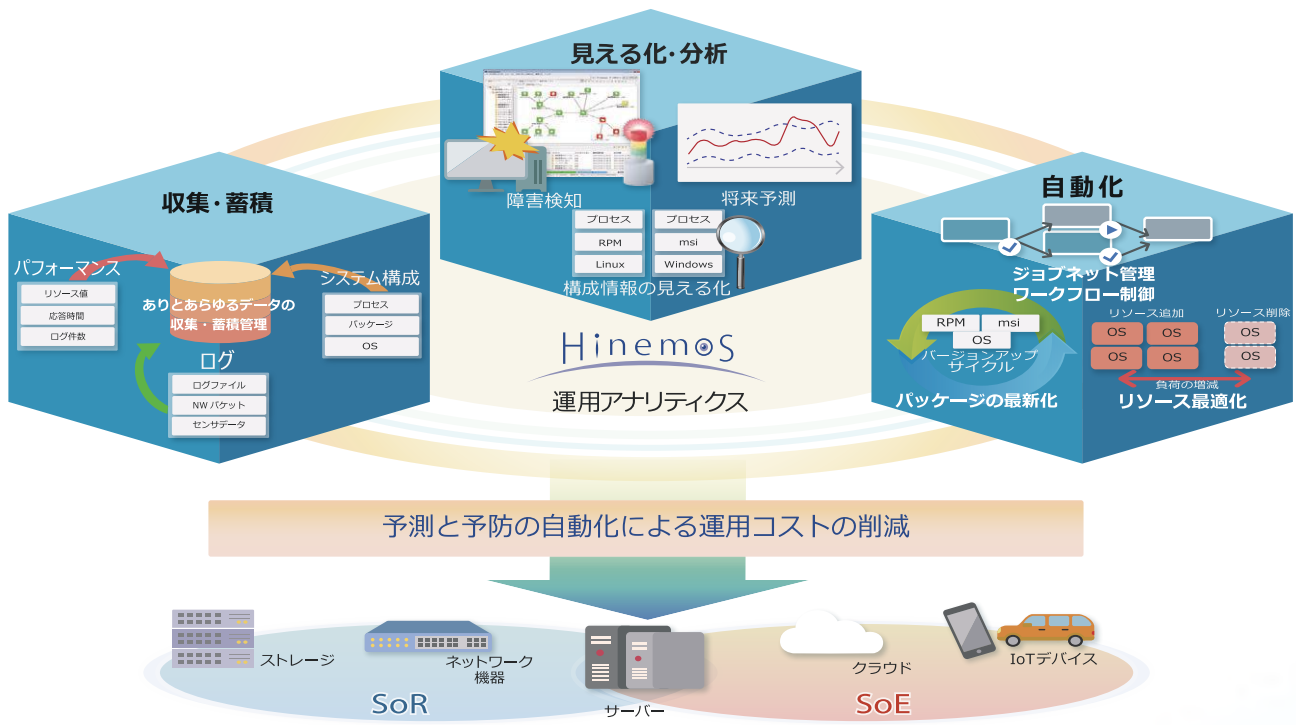 見える化・分析
障害検知
将来予測
プロセス
RPM
Linux
プロセス
msi
Windows
構成情報の見える化
収集・蓄積
パフォーマンス
リソース値
応答時間
ログ件数
ありとあらゆるデータの
収集・蓄積管理
システム構成
プロセス
パッケージ
OS
ログ
ログファイル
NWパケット
センサデータ
自動化
ジョブネット管理
ワークフロー制御
RPM
msi
OS
バージョンアップ
サイクル
パッケージの最新化
リソース追加
リソース削除
OS
OS
OS
OS
OS
OS
負荷の増減
リソース最適化
Hinemos
運用アナリティクス
予測と予防の自動化による運用コストの削減
ストレージ
ネットワーク
機器
SoR
サーバー
クラウド
IoTデバイス
SoE